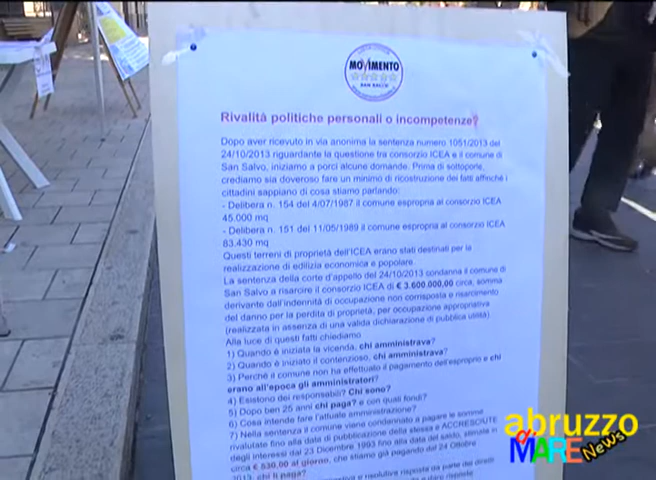 MOVIMENTO
SAN SALVO
Rivalità politiche personali o incompetenze?
Dopo aver ricevuto in via anonima la sentenza numero 1051/2013 del
24/10/2013 riguardante la questione tra consorzio ICEA e il comune di
San Salvo, iniziamo a porci alcune domande. Prima di sottoporle,
crediamo sia doveroso fare un minimo di ricostruzione dei fatti affinché i
cittadini sappiano di cosa stiamo parlando:
- Delibera n. 154 del 4/07/1987 il comune espropria al consorzio ICEA
45.000 mq
- Delibera n. 151 del 11/05/1989 il comune espropria al consorzio ICEA
83.430 mq
Questi terreni di proprietà dell'ICEA erano stati destinati per la
realizzazione di edilizia economica e popolare.
La sentenza della corte d'appello del 24/10/2013 condanna il comune di
San Salvo a risarcire il consorzio ICEA di € 3.600.000,00 circa, somma
derivante dall'indennità di occupazione non corrisposta e risarcimento
del danno per la perdita di proprietà, per occupazione appropriativa
(realizzata in assenza di una valida dichiarazione di pubblica utilità)
Alla luce di questi fatti chiediamo
1) Quando è iniziata la vicenda, chi amministrava?
2) Quando è iniziato il contenzioso, chi amministrava?
3) Perché il comune non ha effettuato il pagamento dell'esproprio e chi
erano all'epoca gli amministratori?
4) Esistono dei responsabili? Chi sono?
5) Dopo ben 25 anni chi paga? e con quali fondi?
6) Cosa intende fare l'attuale amministrazione?
7) Nella sentenza il comune viene condannato a pagare le somme
rivalutate fino alla data di pubblicazione della stessa e ACCRESCIUTE
degli interessi dal 23 Dicembre 1993 fino alla data del saldo, stimate in
circa € 530,00 al giorno, che stiamo già pagando dal 24 Ottobre
2013, chi li paga?
e risolutiva risposta da parte dei diretti
abruzzo
di MARE News